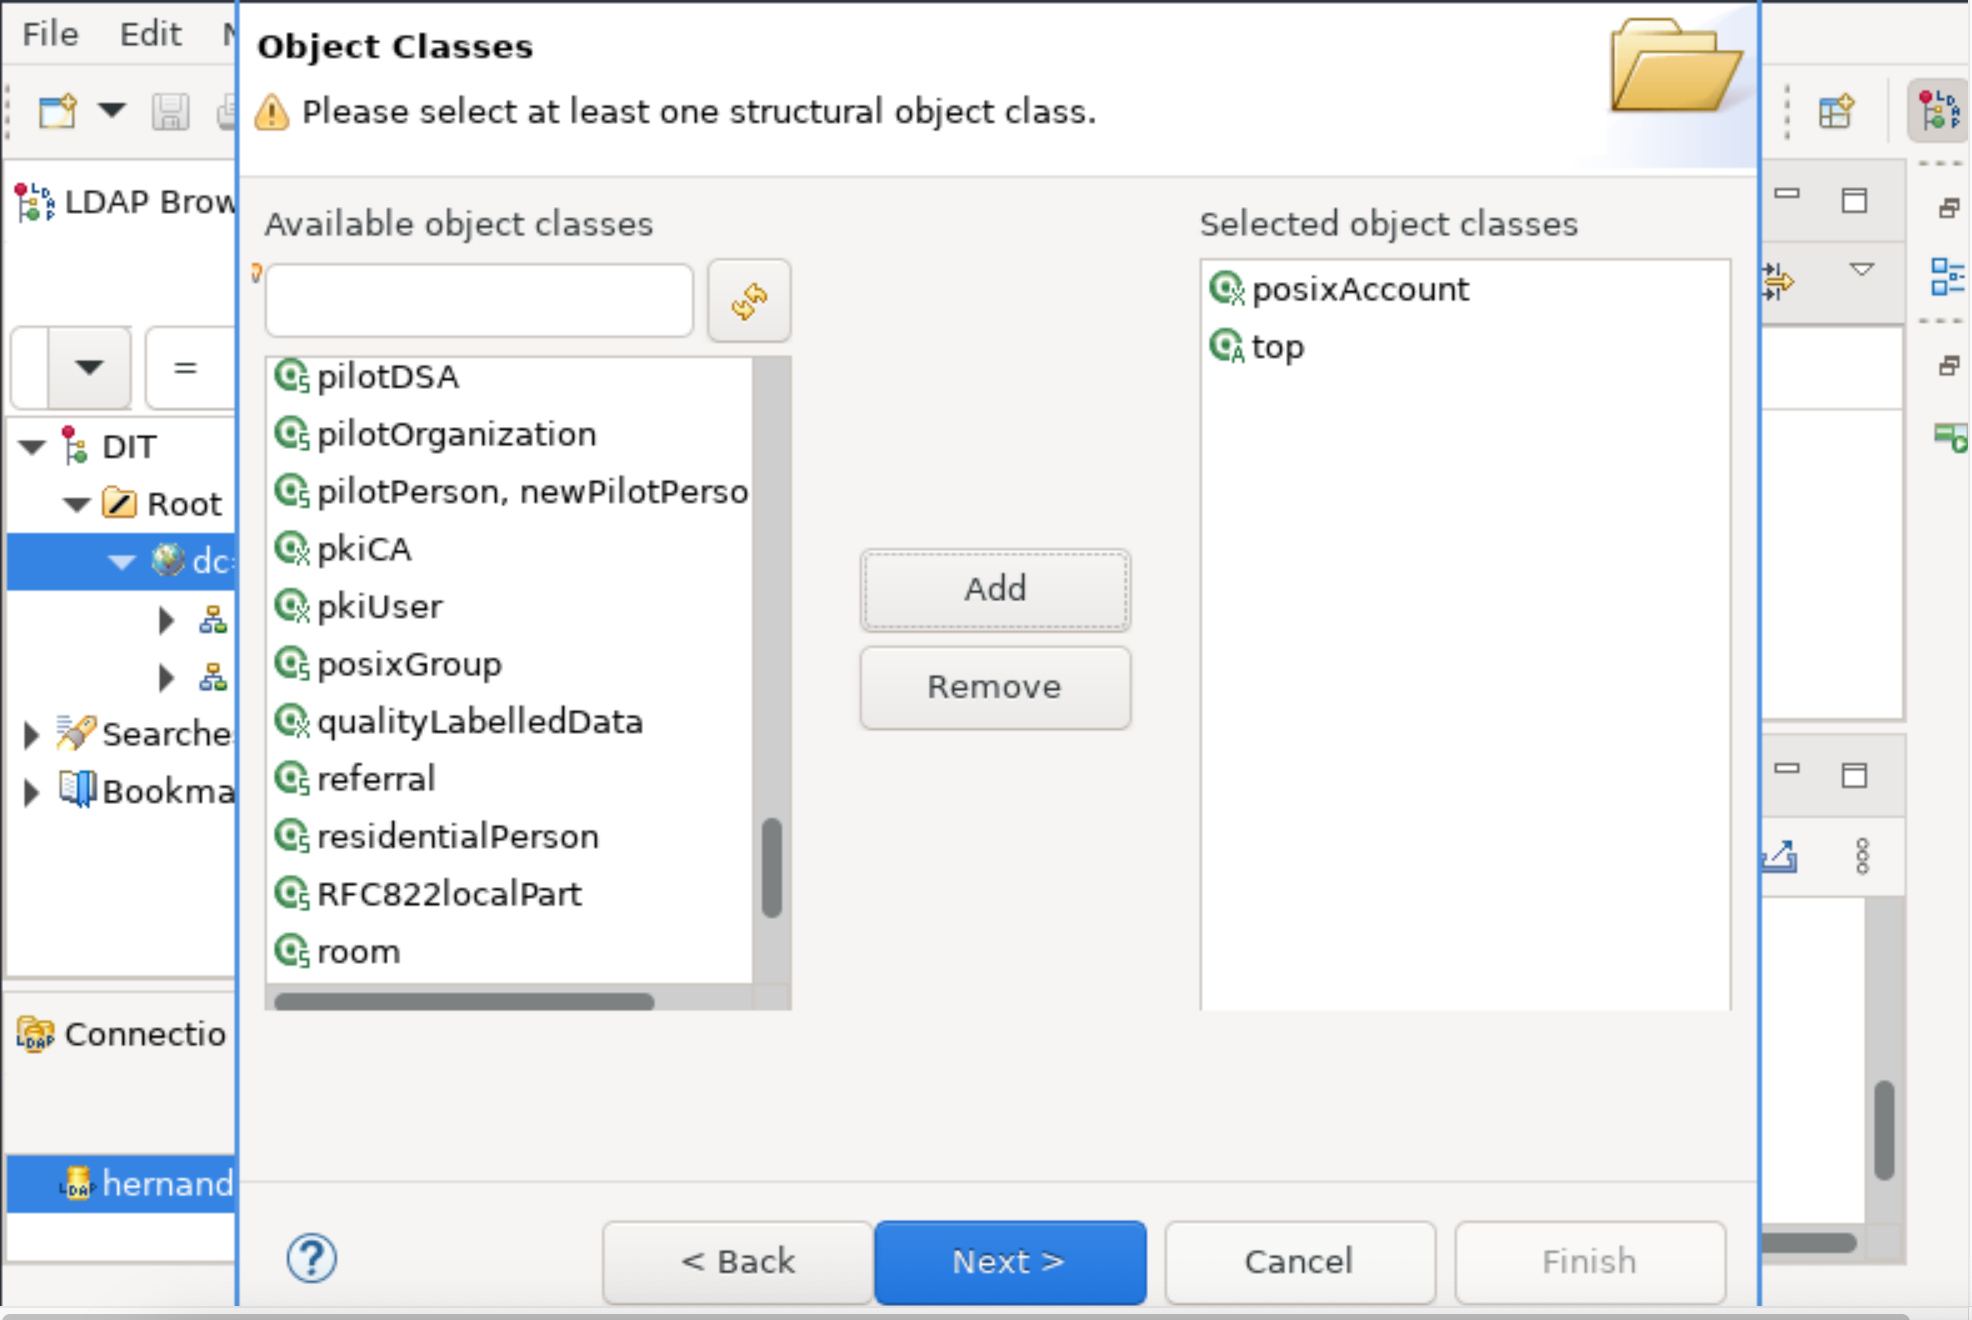 File Edit
Object Classes
Please select at least one structural object class.
LDAP Brow
Available object classes
Selected object classes
posixAccount
top
=
pilotDSA
pilotOrganization
pilotPerson, newPilotPerso
pkiCA
pkiUser
posixGroup
qualityLabelledData
referral
residentialPerson
RFC822localPart
room
Add
Remove
DIT
Root
dc
Searche
Bookma
Connectio
hernand
< Back
Next >
Cancel
Finish